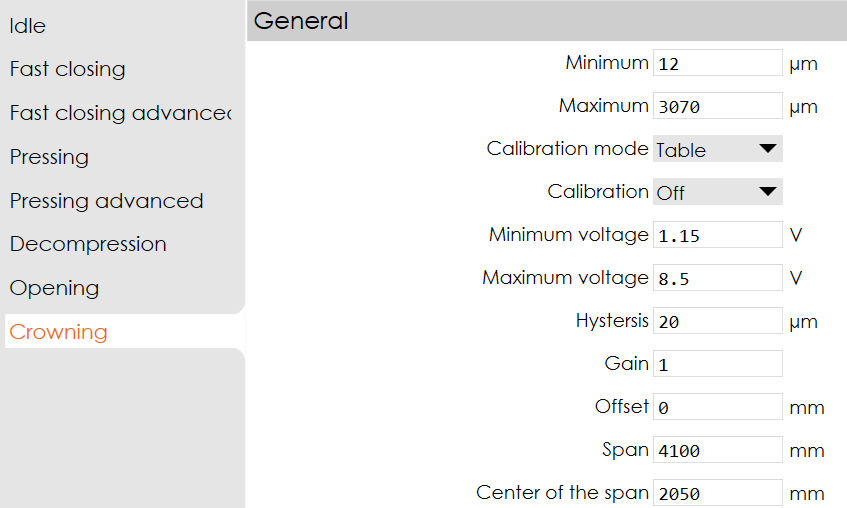 Idle
Fast closing
Fast closing advanced
Pressing
Pressing advanced
Decompression
Opening
Crowning
General
Minimum 12 µm
Maximum 3070 µm
Calibration mode Table
Calibration Off
Minimum voltage 1.15 V
Maximum voltage 8.5 V
Hystersis 20 µm
Gain 1
Offset 0 mm
Span 4100 mm
Center of the span 2050 mm